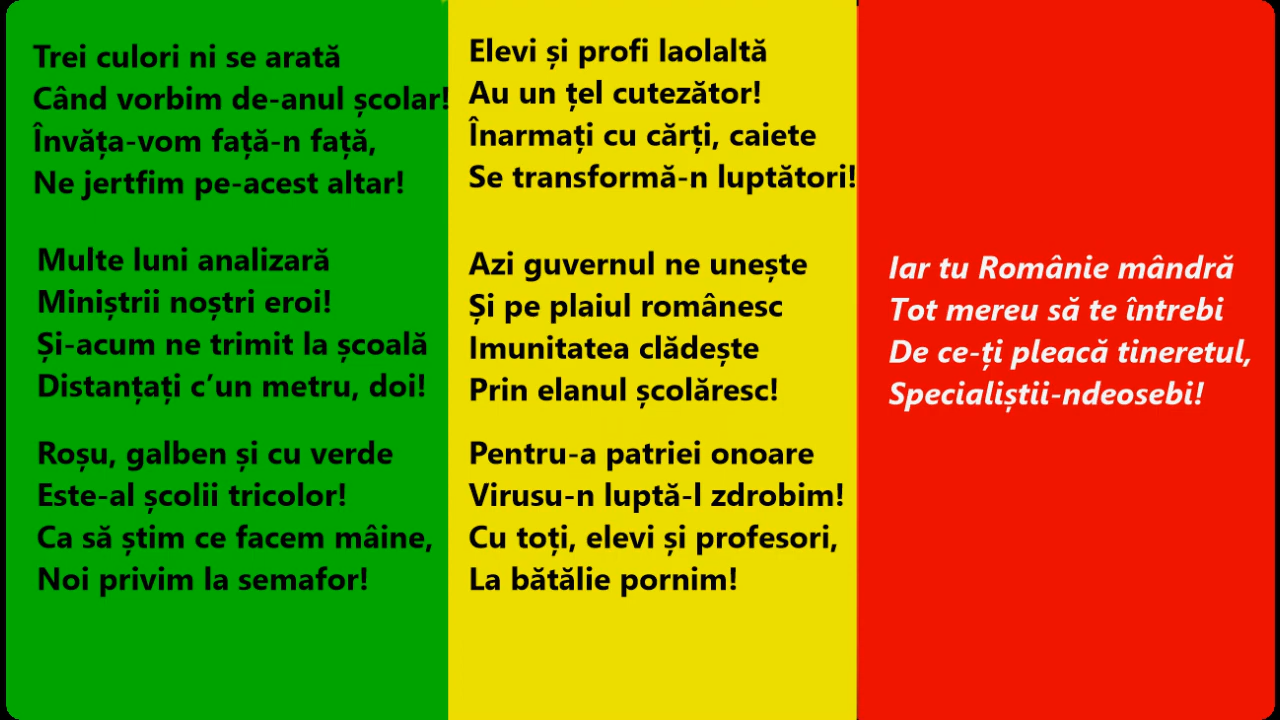 Trei culori ni se arată
Când vorbim de-anul școlar!
Învăța-vom față-n față,
Ne jertfim pe-acest altar!
Multe luni analizară
Miniștrii noștri eroi!
Și-acum ne trimit la școală
Distanțați c’un metru, doi!
Roșu, galben și cu verde
Este-al școlii tricolor!
Ca să știm ce facem mâine,
Noi privim la semafor!
Elevi și profi laolaltă
Au un țel cutezător!
Înarmați cu cărți, caiete
Se transformă-n luptători!
Azi guvernul ne unește
Și pe plaiul românesc
Imunitatea clădește
Prin elanul școlăresc!
Pentru-a patriei onoare
Virusu-n luptă-l zdrobim!
Cu toți, elevi și profesori,
La bătălie pornim!
Iar tu Românie mândră
Tot mereu să te întrebi
De ce-ți pleacă tineretul,
Specialiștii-ndeosebi!